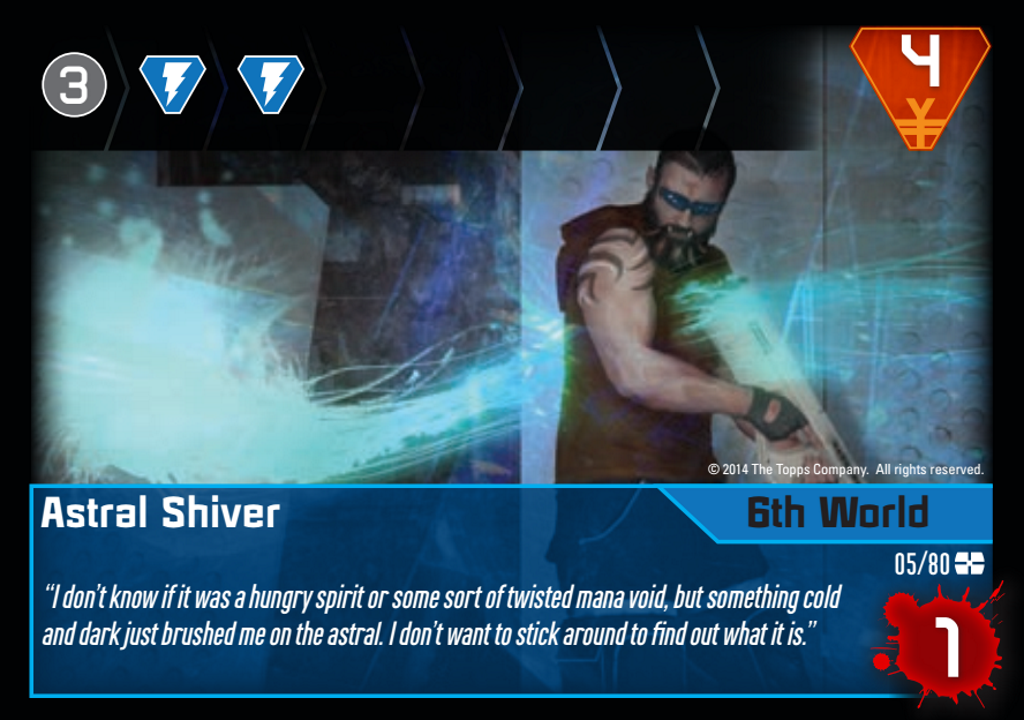 3
4
¥
© 2014 The Topps Company. All rights reserved.
Astral Shiver
6th World
05/80
“I don’t know if it was a hungry spirit or some sort of twisted mana void, but something cold
and dark just brushed me on the astral. I don’t want to stick around to find out what it is.”
1